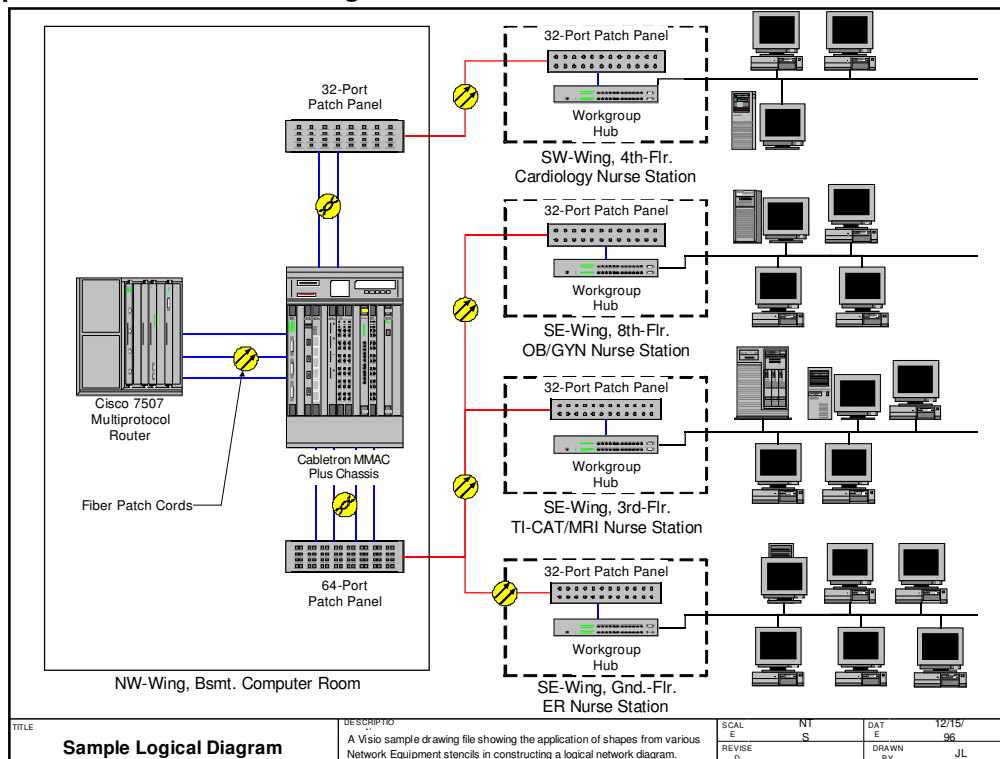 32-Port
Patch Panel
Cisco 7507
Multiprotocol
Router
Cabletron MMAC
Plus Chassis
Fiber Patch Cords
64-Port
Patch Panel
NW-Wing, Bsmt. Computer Room
32-Port Patch Panel
Workgroup
Hub
SW-Wing, 4th-Flr.
Cardiology Nurse Station
32-Port Patch Panel
Workgroup
Hub
SE-Wing, 8th-Flr.
OB/GYN Nurse Station
32-Port Patch Panel
Workgroup
Hub
SE-Wing, 3rd-Flr.
TI-CAT/MRI Nurse Station
32-Port Patch Panel
Workgroup
Hub
SE-Wing, Gnd.-Flr.
ER Nurse Station
TITLE
Sample Logical Diagram
DESCRIPTIO
A Visio sample drawing file showing the application of shapes from various
Network Equipment stencils in constructing a logical network diagram.
SCAL
E
NT
S
DAT
E
12/15/
96
REVISE
D
DRAWN
BY
JL